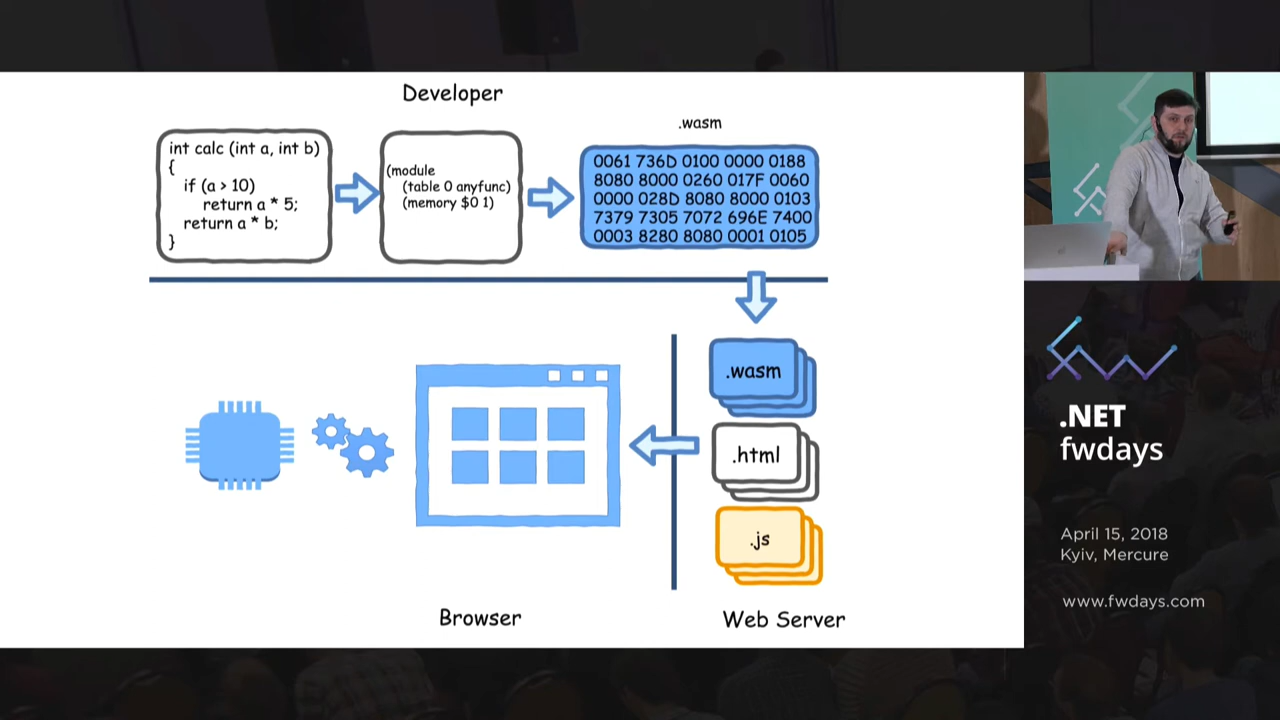 Developer
.wasm
int calc (int a, int b)
{
if (a > 10)
return a * 5;
return a * b;
}
(module
(table 0 anyfunc)
(memory $0 1)
0061 736D 0100 0000 0188
8080 8000 0260 017F 0060
0000 028D 8080 8000 0103
7379 7305 7072 696E 7400
0003 8280 8080 0001 0105
.wasm
.html
.js
Browser
Web Server
.NET
fwdays
April 15, 2018
Kyiv, Mercure
www.fwdays.com